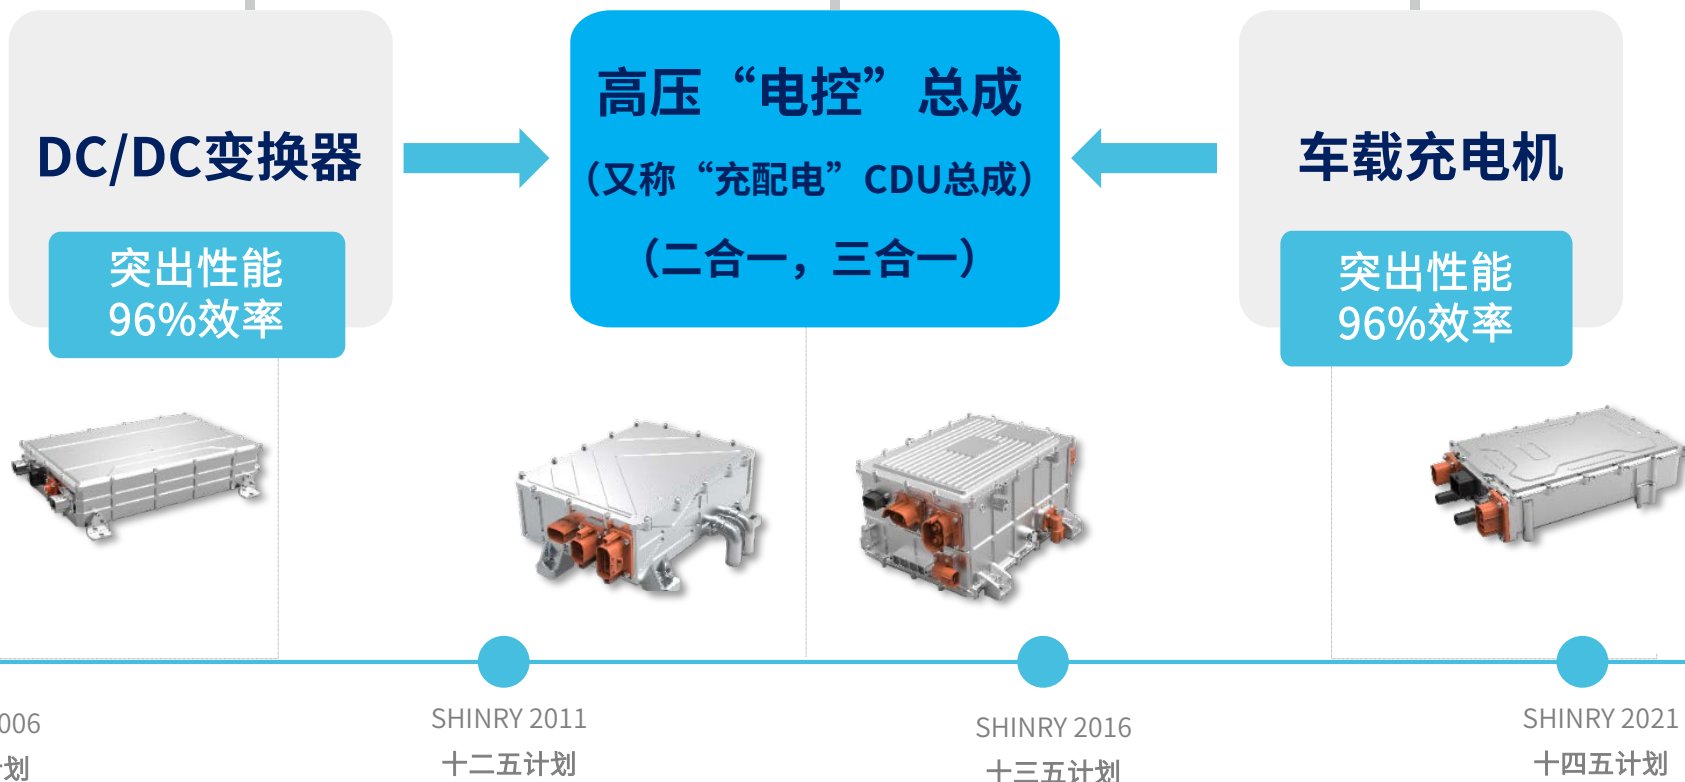 DC/DC变换器
突出性能
96%效率
高压“电控”总成
（又称“充配电”CDU总成）
（二合一，三合一）
车载充电机
突出性能
96%效率
006
划
SHINRY 2011
十二五计划
SHINRY 2016
十三五计划
SHINRY 2021
十四五计划